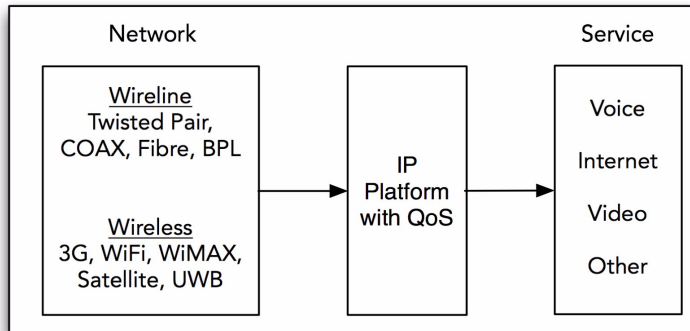 Network
Service
Wireline
Twisted Pair,
COAX, Fibre, BPL
Wireless
3G, WiFi, WiMAX,
Satellite, UWB
IP
Platform
with QoS
Voice
Internet
Video
Other